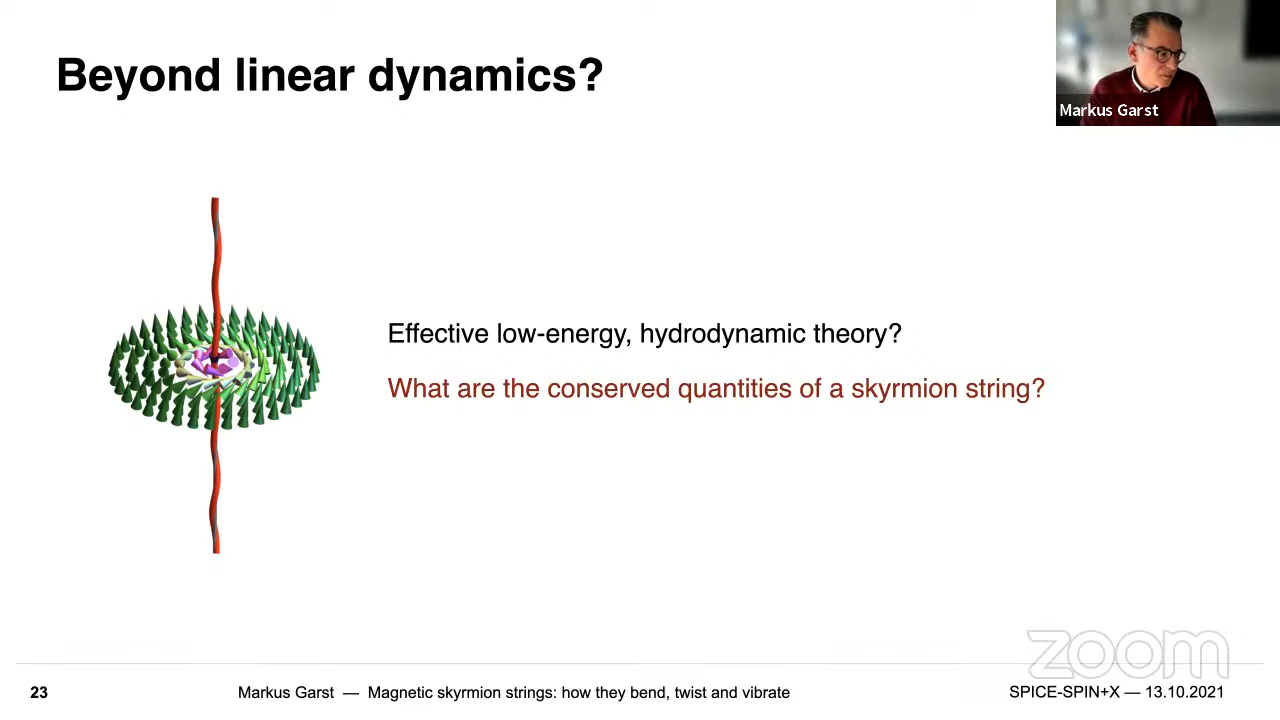 Beyond linear dynamics?
Markus Garst
Effective low-energy, hydrodynamic theory?
What are the conserved quantities of a skyrmion string?
zoom
23
Markus Garst — Magnetic skyrmion strings: how they bend, twist and vibrate
SPICE-SPIN+X — 13.10.2021